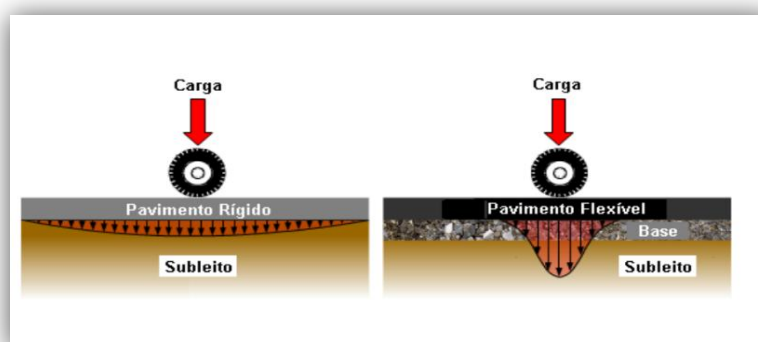 Carga
Pavimento Rígido
Subleito
Carga
Pavimento Flexível
Base
Subleito